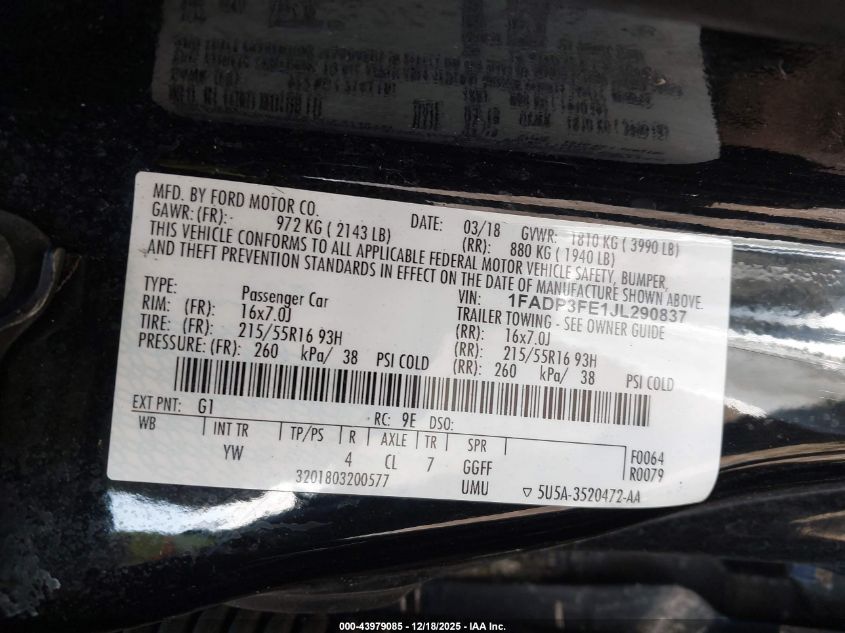 MFD. BY FORD MOTOR CO.
DATE: 03/18 GVWR: 1810 KG ( 3990 LB)
GAWR: (FR): 972 KG ( 2143 LB) (RR): 880 KG ( 1940 LB)
THIS VEHICLE CONFORMS TO ALL APPLICABLE FEDERAL MOTOR VEHICLE SAFETY, BUMPER,
AND THEFT PREVENTION STANDARDS IN EFFECT ON THE DATE OF MANUFACTURE SHOWN ABOVE.
VIN: 1FADP3FE1JL290837
TYPE: Passenger Car TRAILER TOWING - SEE OWNER GUIDE
RIM: (FR): 16x7.0J (RR): 16x7.0J
TIRE: (FR): 215/55R16 93H (RR): 215/55R16 93H
PRESSURE: (FR): 260 kPa/ 38 PSI COLD (RR): 260 kPa/ 38 PSI COLD
EXT PNT: G1 RC: 9E DSO:
WB INT TR TP/PS R AXLE TR SPR F0064
YW 4 CL 7 GGFF R0079
3201803200577 UMU ▽ 5U5A-3520472-AA
000-43979085 - 12/18/2025 - IAA Inc.